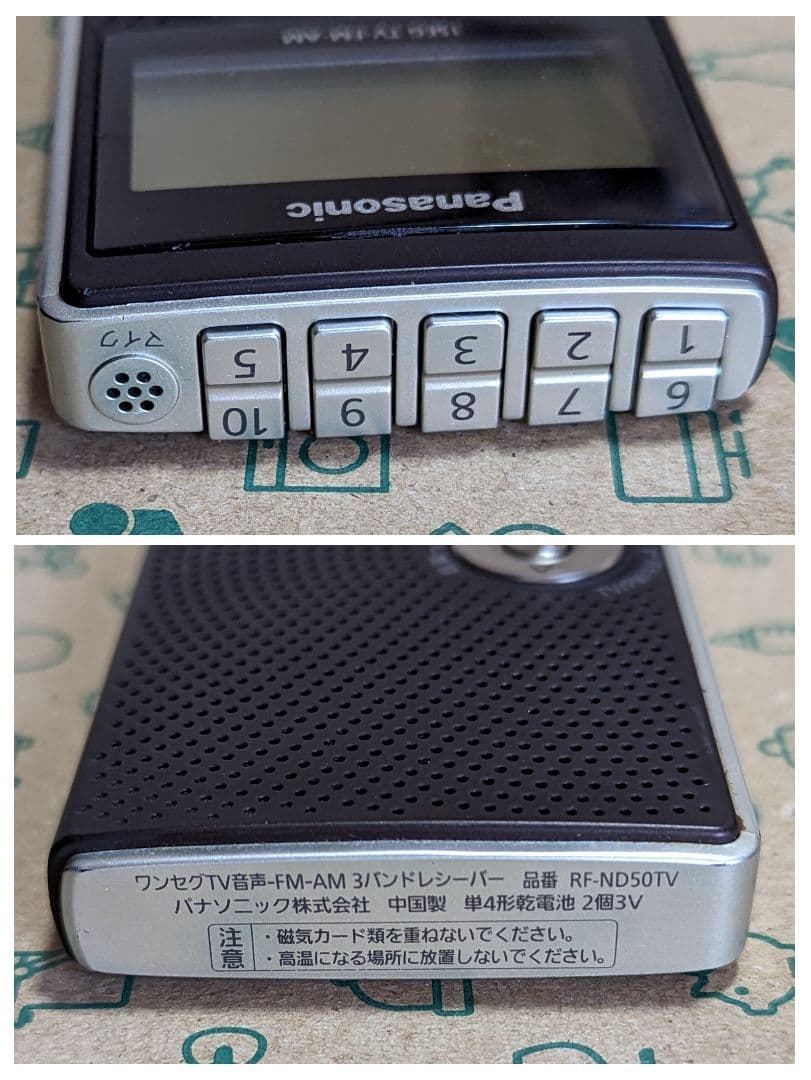 1SEG TV-FM-AM
Panasonic
マイク
5 4 3 2 1
10 9 8 7 6
ワンセグTV音声-FM-AM 3バンドレシーバー 品番 RF-ND50TV
パナソニック株式会社 中国製 単4形乾電池 2個3V
注意
・磁気カード類を重ねないでください。
・高温になる場所に放置しないでください。